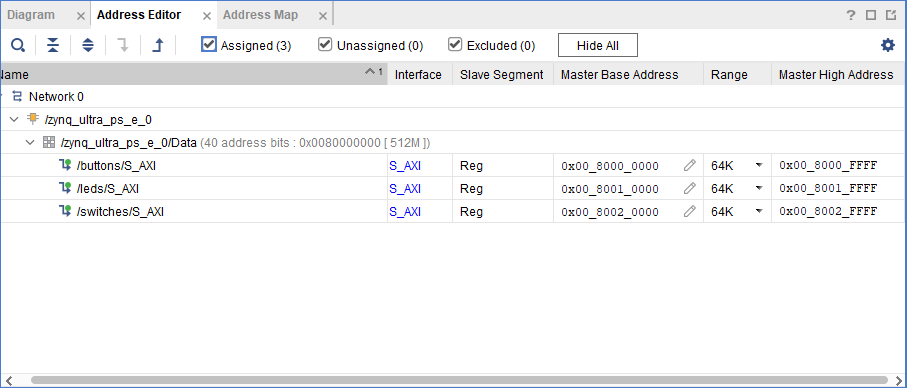 Diagram × Address Editor × Address Map × ? 
Assigned (3) Unassigned (0) Excluded (0) Hide All
Name 1 Interface Slave Segment Master Base Address Range Master High Address
Network 0
/zynq_ultra_ps_e_0
/zynq_ultra_ps_e_0/Data (40 address bits : 0x0080000000 [ 512M ])
/buttons/S_AXI S_AXI Reg 0x00_8000_0000 64K 0x00_8000_FFFF
/leds/S_AXI S_AXI Reg 0x00_8001_0000 64K 0x00_8001_FFFF
/switches/S_AXI S_AXI Reg 0x00_8002_0000 64K 0x00_8002_FFFF